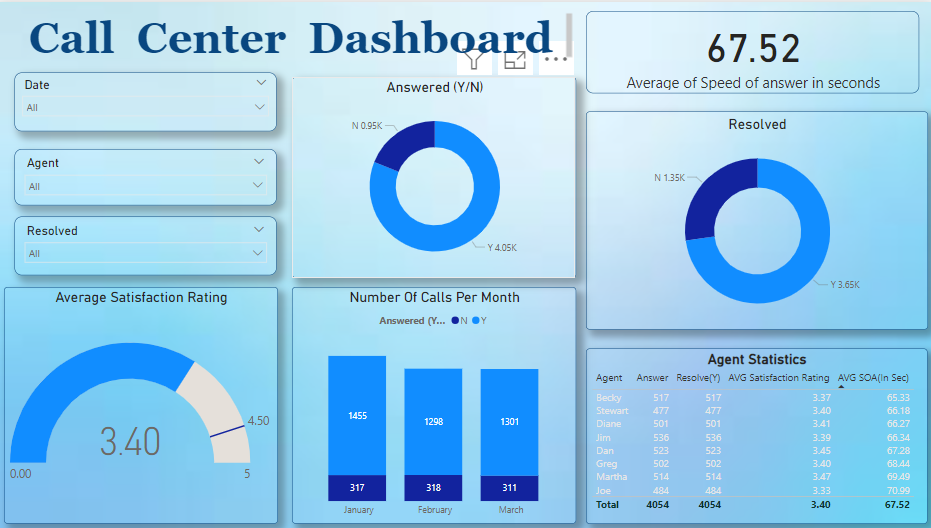 Call Center Dashboard
67.52
Average of Speed of answer in seconds
Date
All
Agent
All
Resolved
All
Answered (Y/N)
N 0.95K
Y 4.05K
Resolved
N 1.35K
Y 3.65K
Average Satisfaction Rating
3.40
4.50
0.00
5
Number Of Calls Per Month
Answered (Y... N Y
1455 1298 1301
317 318 311
January February March
Agent Statistics
Agent Answer Resolve(Y) AVG Satisfaction Rating AVG SOA(In Sec)
Becky 517 517 3.37 65.33
Stewart 477 477 3.40 66.18
Diane 501 501 3.41 66.27
Jim 536 536 3.39 66.34
Dan 523 523 3.45 67.28
Greg 502 502 3.40 68.44
Martha 514 514 3.47 69.49
Joe 484 484 3.33 70.99
Total 4054 4054 3.40 67.52